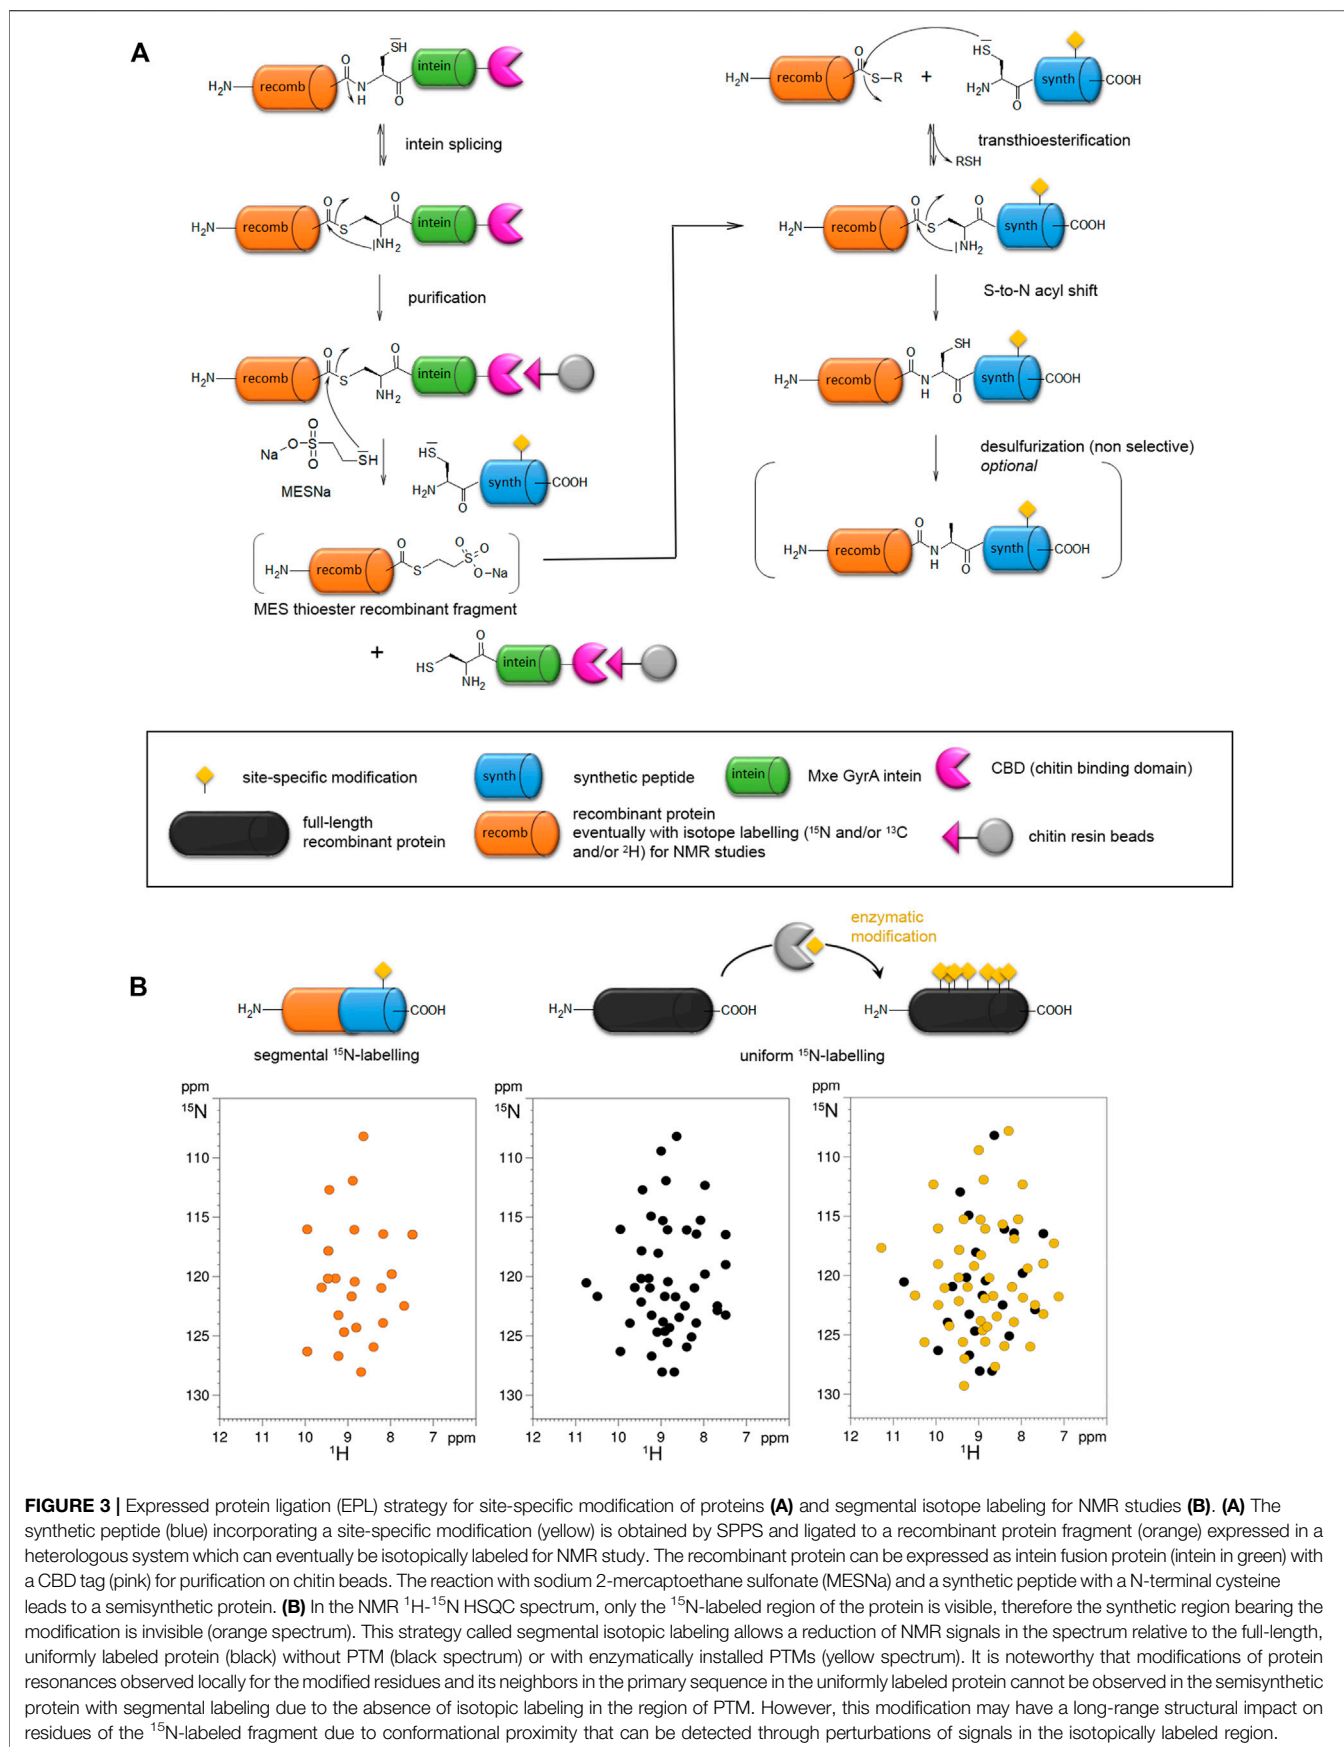 A
H₂N
recomb
O
N
H
SH
O
intein
intein splicing
H₂N
recomb
O
S
O
NH₂
intein
purification
H₂N
recomb
O
S
O
NH₂
intein
Na
O
O
S
O
SH
MESNa
HS
H₂N
O
synth
COOH
H₂N
recomb
O
S
O
O
S
O–Na
MES thioester recombinant fragment
+
HS
O
NH₂
intein
H₂N
recomb
O
S–R
+
HS
H₂N
O
synth
COOH
transthioesterification
RSH
H₂N
recomb
O
S
O
NH₂
synth
COOH
S-to-N acyl shift
H₂N
recomb
O
N
H
SH
O
synth
COOH
desulfurization (non selective)
optional
H₂N
recomb
O
N
H
O
synth
COOH
site-specific modification
synth
synthetic peptide
intein
Mxe GyrA intein
CBD (chitin binding domain)
full-length
recombinant protein
recomb
recombinant protein
eventually with isotope labelling (¹⁵N and/or ¹³C
and/or ²H) for NMR studies
chitin resin beads
B
H₂N
COOH
segmental ¹⁵N-labelling
H₂N
COOH
enzymatic
modification
H₂N
COOH
uniform ¹⁵N-labelling
ppm
¹⁵N
110
115
120
125
130
12 11 10 9 8 7 ppm
¹H
ppm
¹⁵N
110
115
120
125
130
12 11 10 9 8 7 ppm
¹H
ppm
¹⁵N
110
115
120
125
130
12 11 10 9 8 7 ppm
¹H
FIGURE 3 | Expressed protein ligation (EPL) strategy for site-specific modification of proteins (A) and segmental isotope labeling for NMR studies (B). (A) The
synthetic peptide (blue) incorporating a site-specific modification (yellow) is obtained by SPPS and ligated to a recombinant protein fragment (orange) expressed in a
heterologous system which can eventually be isotopically labeled for NMR study. The recombinant protein can be expressed as intein fusion protein (intein in green) with
a CBD tag (pink) for purification on chitin beads. The reaction with sodium 2-mercaptoethane sulfonate (MESNa) and a synthetic peptide with a N-terminal cysteine
leads to a semisynthetic protein. (B) In the NMR ¹H-¹⁵N HSQC spectrum, only the ¹⁵N-labeled region of the protein is visible, therefore the synthetic region bearing the
modification is invisible (orange spectrum). This strategy called segmental isotopic labeling allows a reduction of NMR signals in the spectrum relative to the full-length,
uniformly labeled protein (black) without PTM (black spectrum) or with enzymatically installed PTMs (yellow spectrum). It is noteworthy that modifications of protein
resonances observed locally for the modified residues and its neighbors in the primary sequence in the uniformly labeled protein cannot be observed in the semisynthetic
protein with segmental labeling due to the absence of isotopic labeling in the region of PTM. However, this modification may have a long-range structural impact on
residues of the ¹⁵N-labeled fragment due to conformational proximity that can be detected through perturbations of signals in the isotopically labeled region.